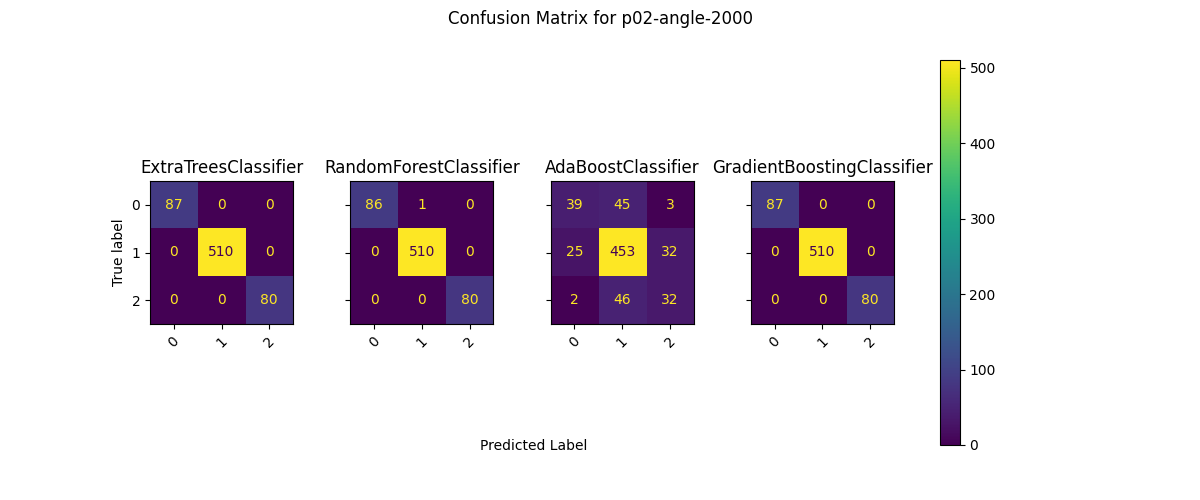 Confusion Matrix for p02-angle-2000
ExtraTreesClassifier RandomForestClassifier AdaBoostClassifier GradientBoostingClassifier
True label
0 87 0 0 86 1 0 39 45 3 87 0 0
1 0 510 0 0 510 0 25 453 32 0 510 0
2 0 0 80 0 0 80 2 46 32 0 0 80
0 1 2 0 1 2 0 1 2 0 1 2
Predicted Label
500
400
300
200
100
0